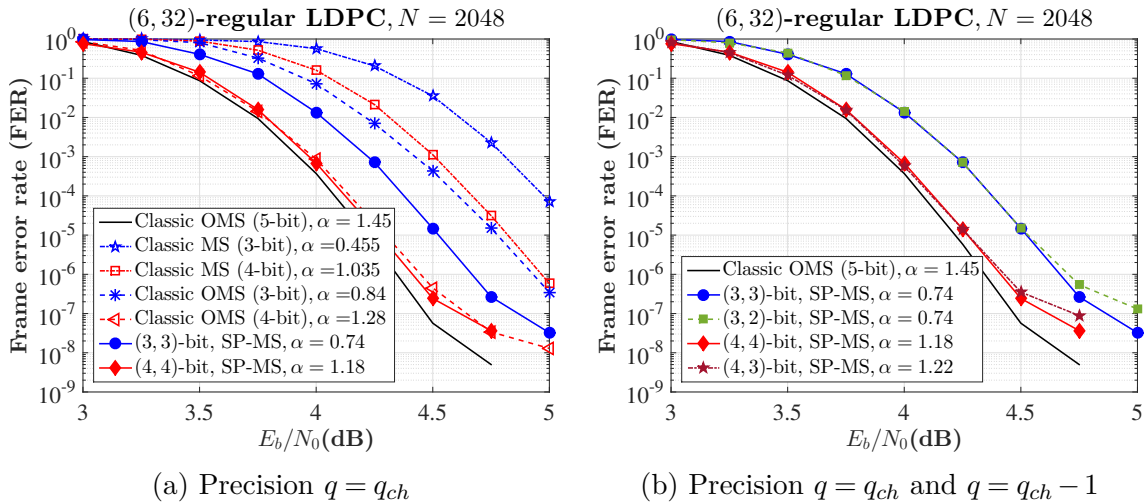 (6, 32)-regular LDPC, N = 2048
Frame error rate (FER)
10^0
10^-1
10^-2
10^-3
10^-4
10^-5
10^-6
10^-7
10^-8
10^-9
Classic OMS (5-bit), α = 1.45
Classic MS (3-bit), α =0.455
Classic MS (4-bit), α =1.035
Classic OMS (3-bit), α =0.84
Classic OMS (4-bit), α =1.28
(3, 3)-bit, SP-MS, α = 0.74
(4, 4)-bit, SP-MS, α = 1.18
3 3.5 4 4.5 5
E_b/N_0(dB)
(a) Precision q = q_ch
(6, 32)-regular LDPC, N = 2048
Frame error rate (FER)
10^0
10^-1
10^-2
10^-3
10^-4
10^-5
10^-6
10^-7
10^-8
10^-9
Classic OMS (5-bit), α = 1.45
(3, 3)-bit, SP-MS, α = 0.74
(3, 2)-bit, SP-MS, α = 0.74
(4, 4)-bit, SP-MS, α = 1.18
(4, 3)-bit, SP-MS, α = 1.22
3 3.5 4 4.5 5
E_b/N_0(dB)
(b) Precision q = q_ch and q = q_ch − 1